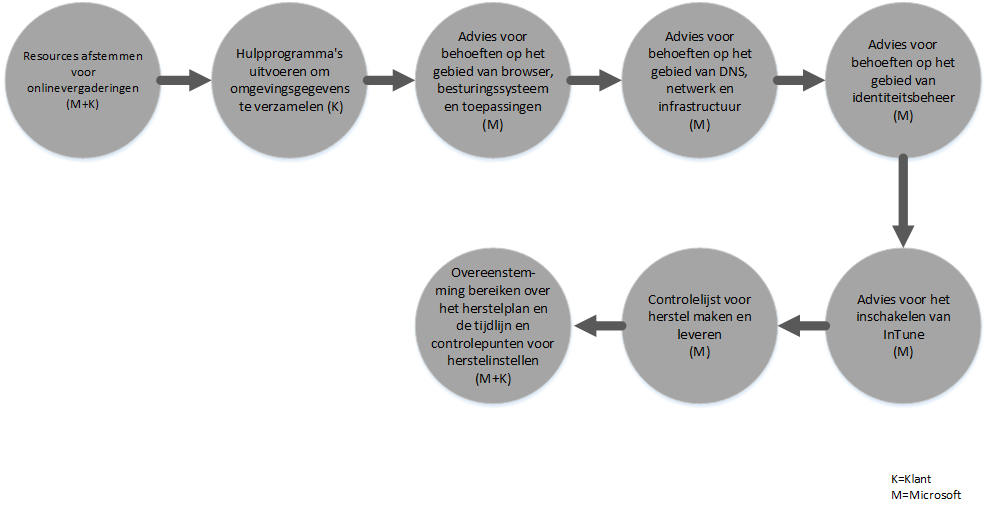 Resources afstemmen
voor
onlinevergaderingen
(M+K)
Hulpprogramma's
uitvoeren om
omgevingsgegevens
te verzamelen (K)
Advies voor
behoeften op het
gebied van browser,
besturingssysteem
en toepassingen
(M)
Advies voor
behoeften op het
gebied van DNS,
netwerk en
infrastructuur
(M)
Advies voor
behoeften op het
gebied van
identiteitsbeheer
(M)
Advies voor het
inschakelen van
InTune
(M)
Controlelijst voor
herstel maken en
leveren
(M)
Overeenstem-
ming bereiken over
het herstelplan en
de tijdlijn en
controlepunten voor
herstelinstellen
(M+K)
K=Klant
M=Microsoft